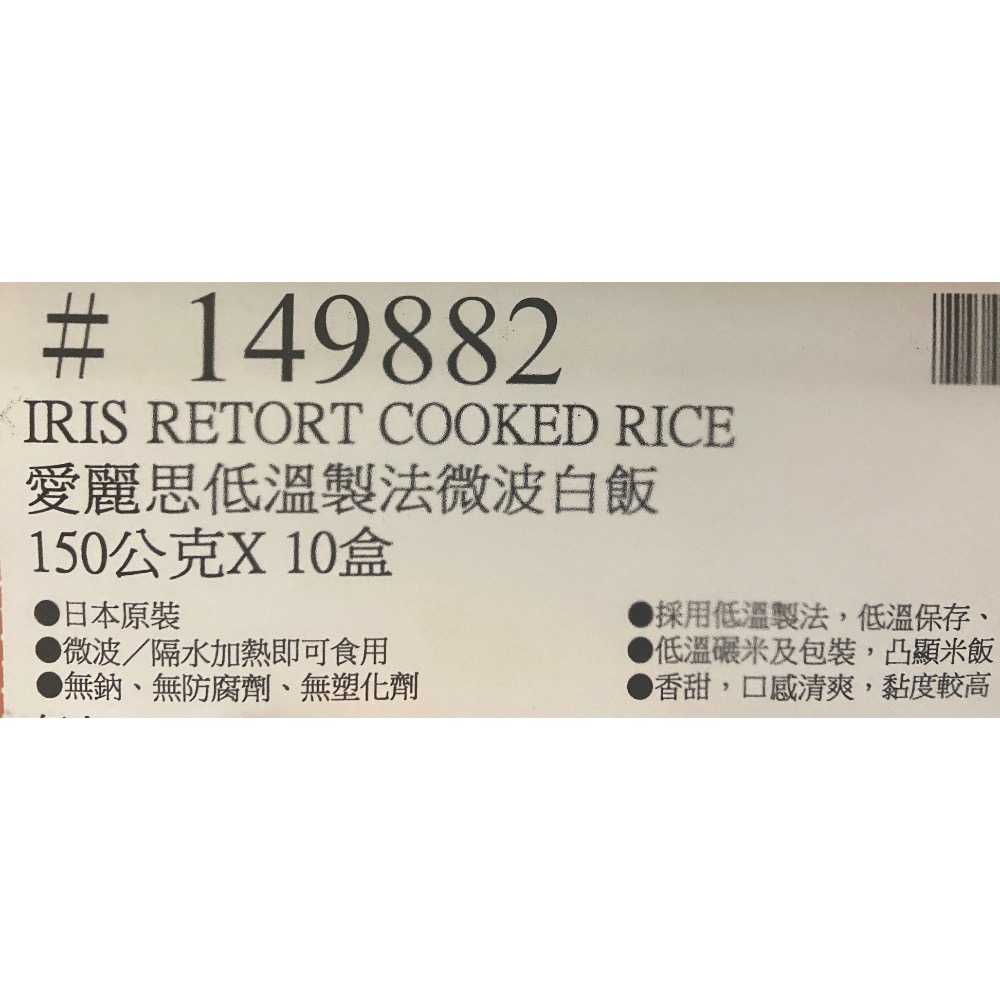 # 149882
IRIS RETORT COOKED RICE
愛麗思低溫製法微波白飯
150公克X 10盒
●日本原裝
●微波／隔水加熱即可食用
●無鈉、無防腐劑、無塑化劑
●採用低溫製法，低溫保存、
●低溫碾米及包裝，凸顯米飯
●香甜，口感清爽，黏度較高